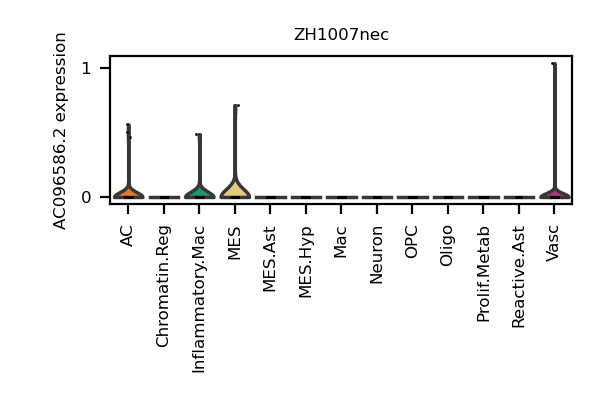 ZH1007nec
AC096586.2 expression
1
0
AC
Chromatin.Reg
Inflammatory.Mac
MES
MES.Ast
MES.Hyp
Mac
Neuron
OPC
Oligo
Prolif.Metab
Reactive.Ast
Vasc